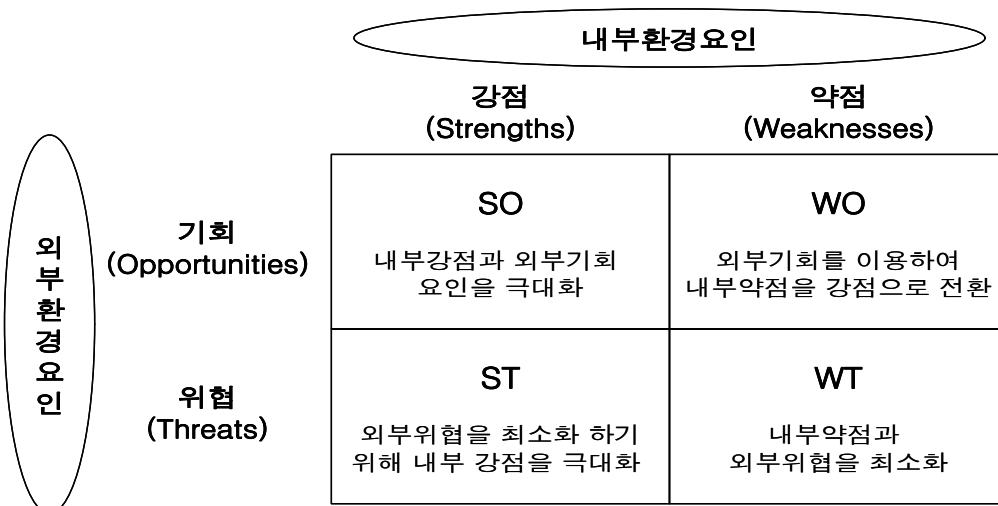 내부환경요인
강점
(Strengths)
약점
(Weaknesses)
외부환경요인
기회
(Opportunities)
SO
내부강점과 외부기회
요인을 극대화
WO
외부기회를 이용하여
내부약점을 강점으로 전환
위협
(Threats)
ST
외부위협을 최소화 하기
위해 내부 강점을 극대화
WT
내부약점과
외부위협을 최소화